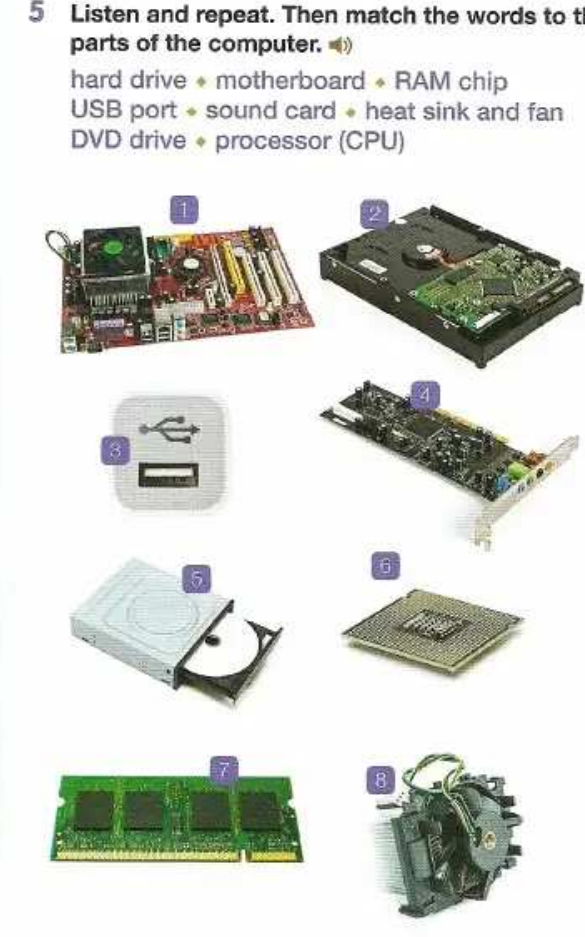 5 Listen and repeat. Then match the words to
parts of the computer.
hard drive • motherboard • RAM chip
USB port • sound card • heat sink and fan
DVD drive • processor (CPU)
1
2
3
4
5
6
7
8